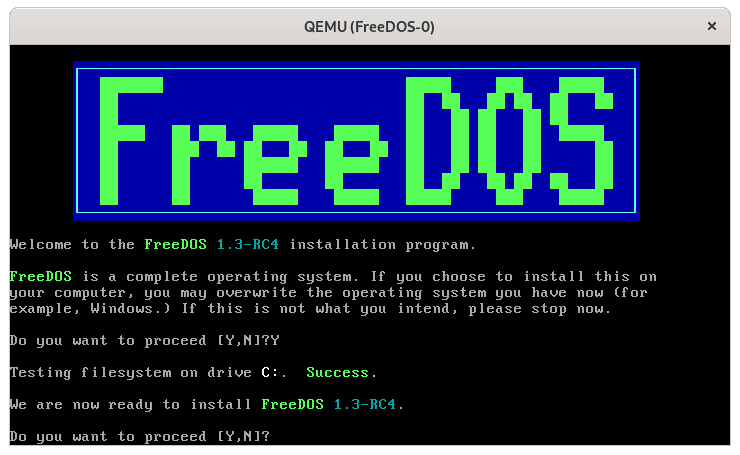 QEMU (FreeDOS-0)
×
FreeDOS
Welcome to the FreeDOS 1.3-RC4 installation program.
FreeDOS is a complete operating system. If you choose to install this on
your computer, you may overwrite the operating system you have now (for
example, Windows.) If this is not what you intend, please stop now.
Do you want to proceed [Y,N]?Y
Testing filesystem on drive C:.  Success.
We are now ready to install FreeDOS 1.3-RC4.
Do you want to proceed [Y,N]?